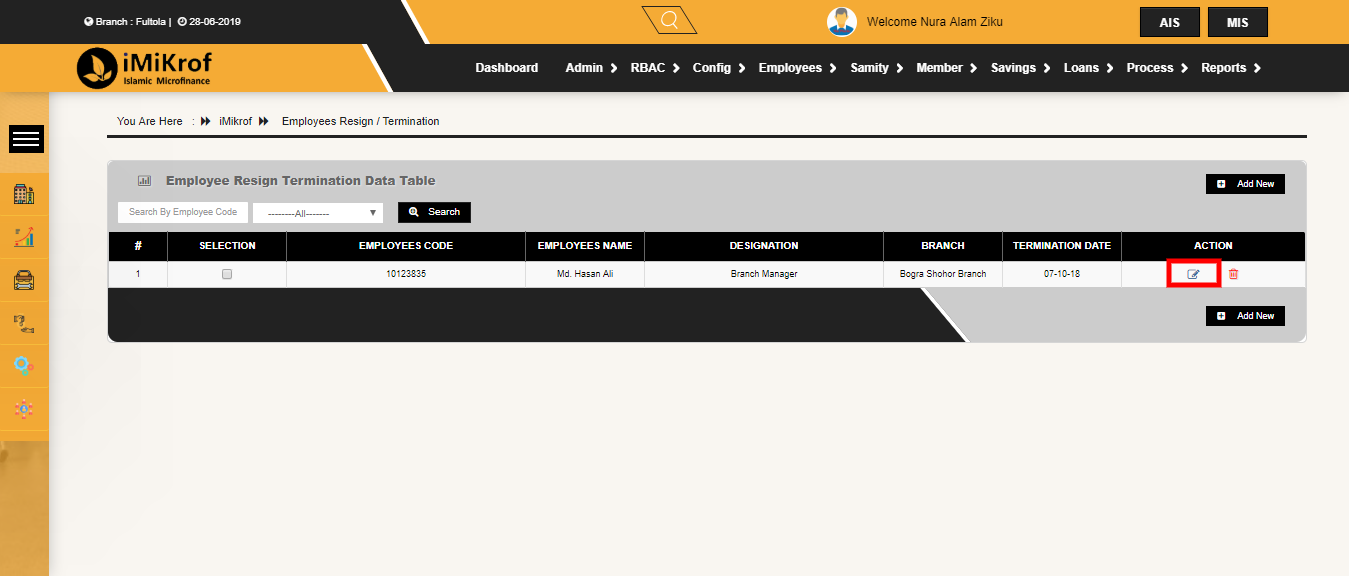 Branch : Fultola | 28-06-2019
Welcome Nura Alam Ziku
AIS
MIS
iMiKrof
Islamic Microfinance
Dashboard Admin RBAC Config Employees Samity Member Savings Loans Process Reports
You Are Here : iMikrof Employees Resign / Termination
Employee Resign Termination Data Table
Add New
Search By Employee Code
--------All-------
Search
# SELECTION EMPLOYEES CODE EMPLOYEES NAME DESIGNATION BRANCH TERMINATION DATE ACTION
1 10123835 Md. Hasan Ali Branch Manager Bogra Shohor Branch 07-10-18
Add New